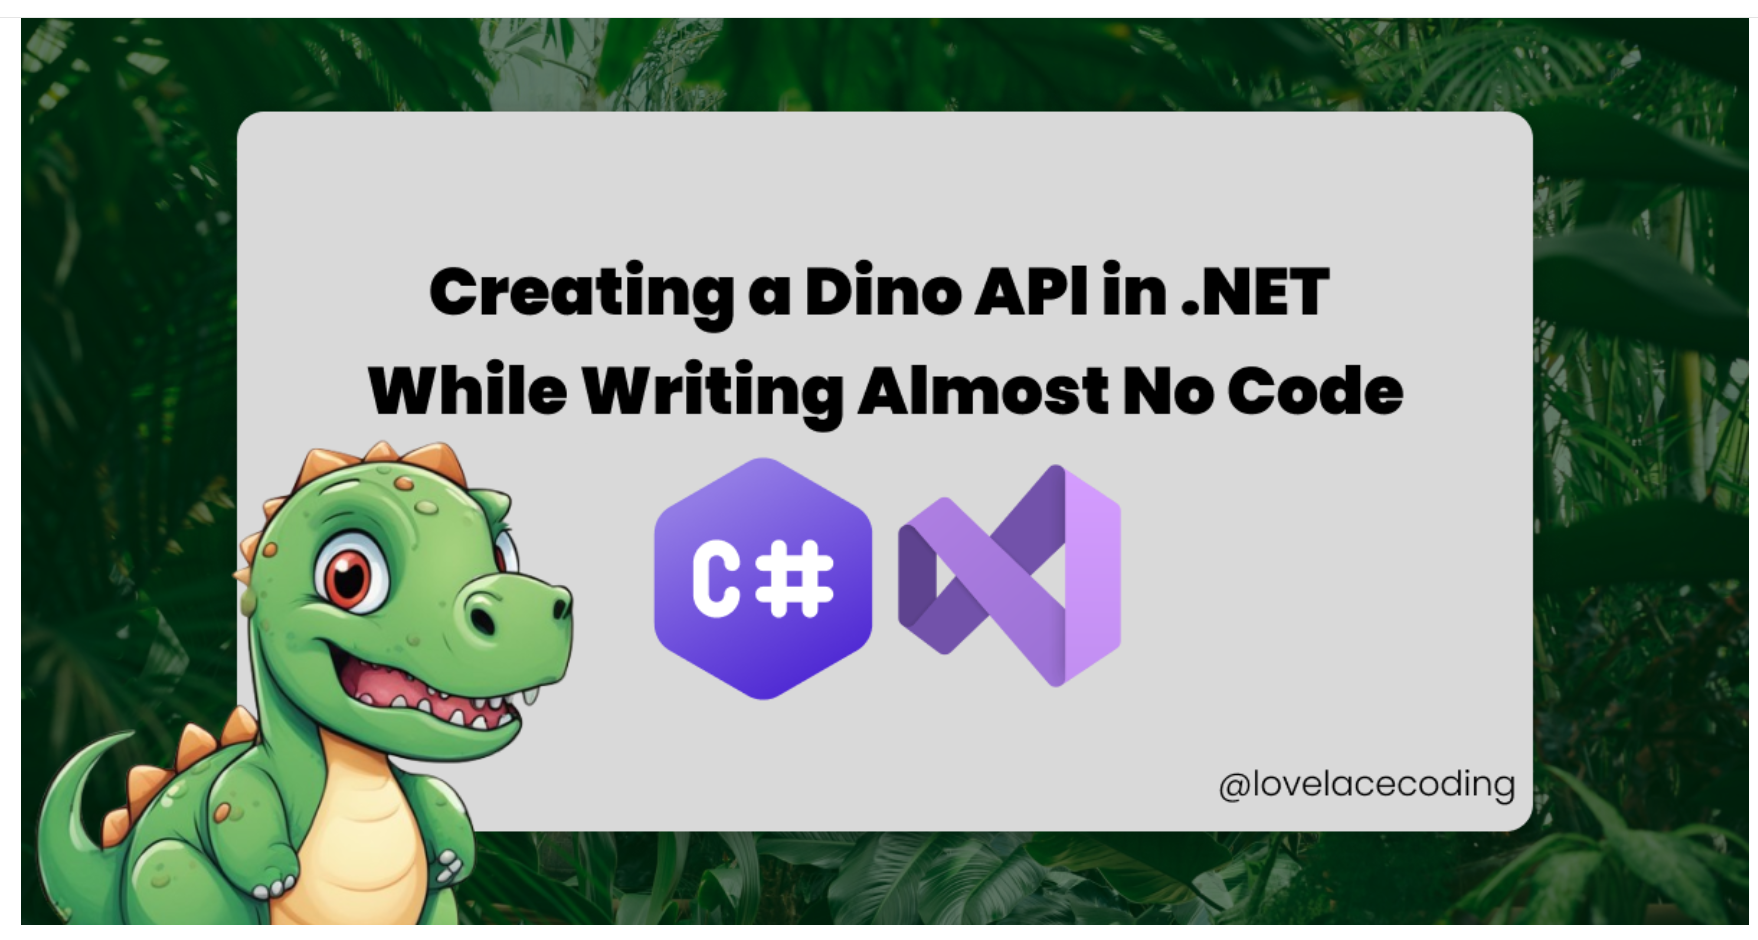 Creating a Dino API in .NET
While Writing Almost No Code
C#
@lovelacecoding